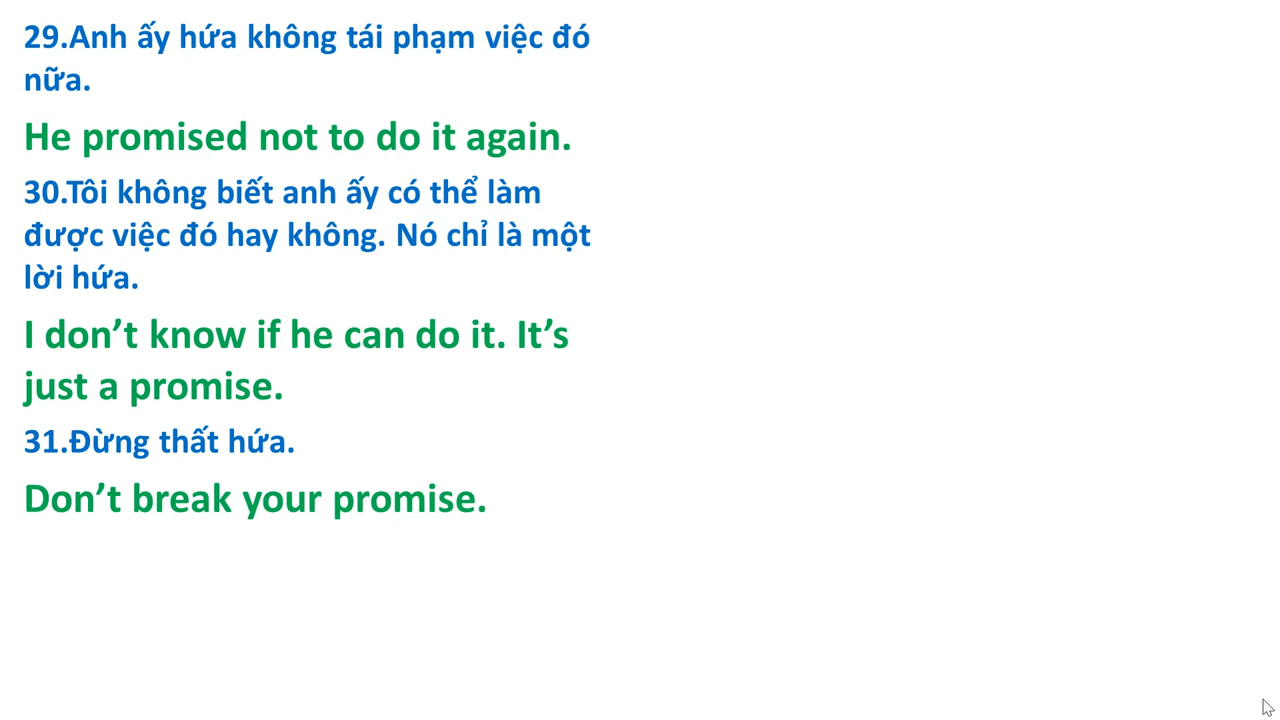 29.Anh ấy hứa không tái phạm việc đó
nữa.
He promised not to do it again.
30.Tôi không biết anh ấy có thể làm
được việc đó hay không. Nó chỉ là một
lời hứa.
I don’t know if he can do it. It’s
just a promise.
31.Đừng thất hứa.
Don’t break your promise.